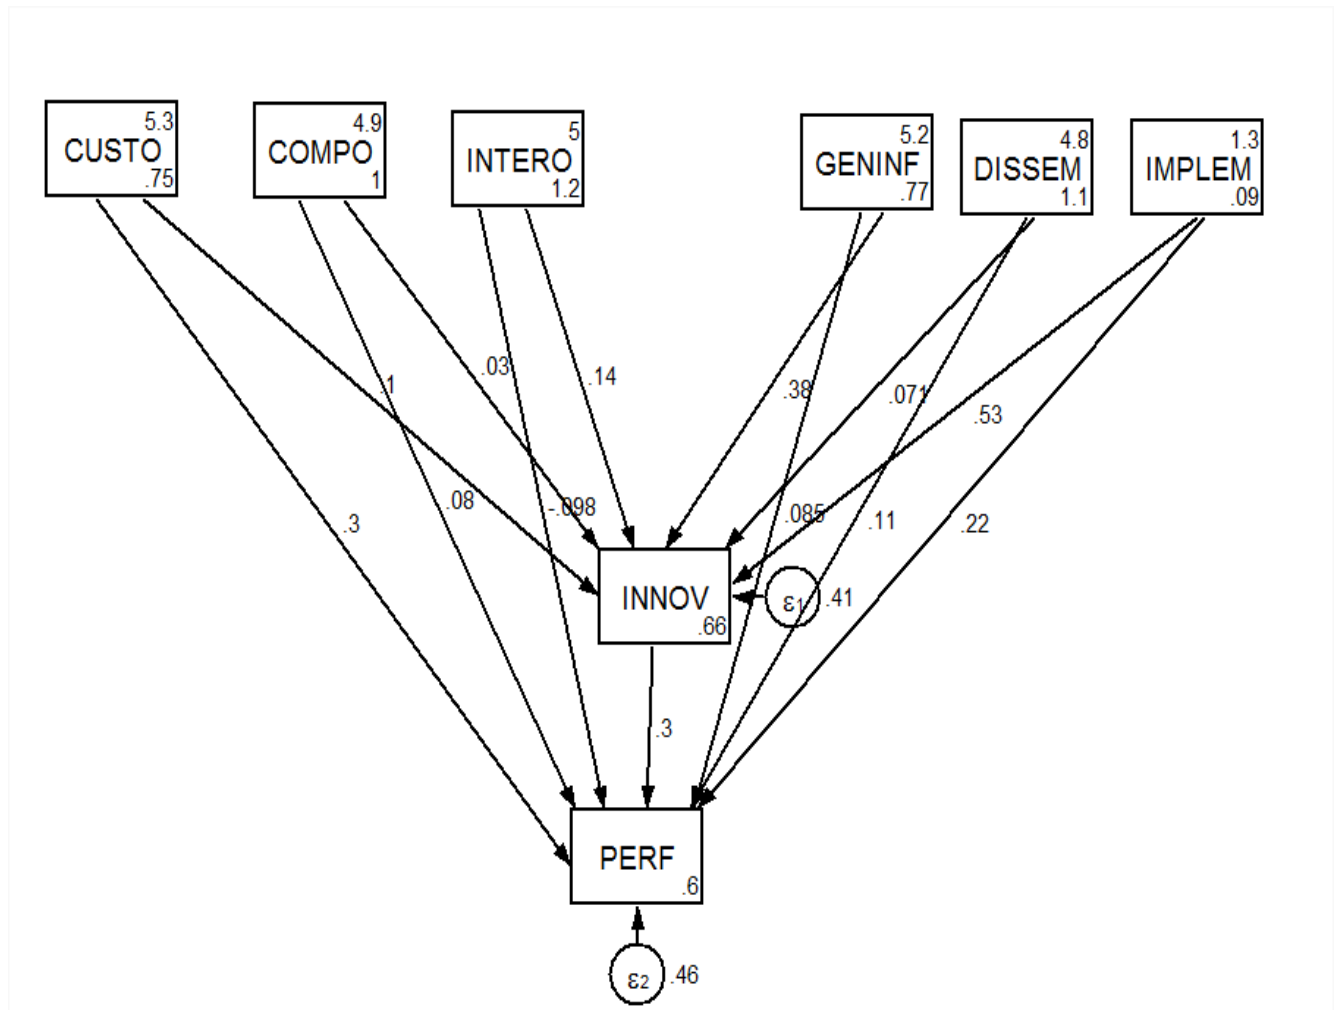 5.3
CUSTO
.75
4.9
COMPO
1
5
INTERO
1.2
5.2
GENINF
.77
4.8
DISSEM
1.1
1.3
IMPLEM
.09
.1
.03
.14
.38
.071
.53
.3
.08
-.098
.085
.11
.22
INNOV
.66
ε1
.41
.3
PERF
.6
ε2
.46